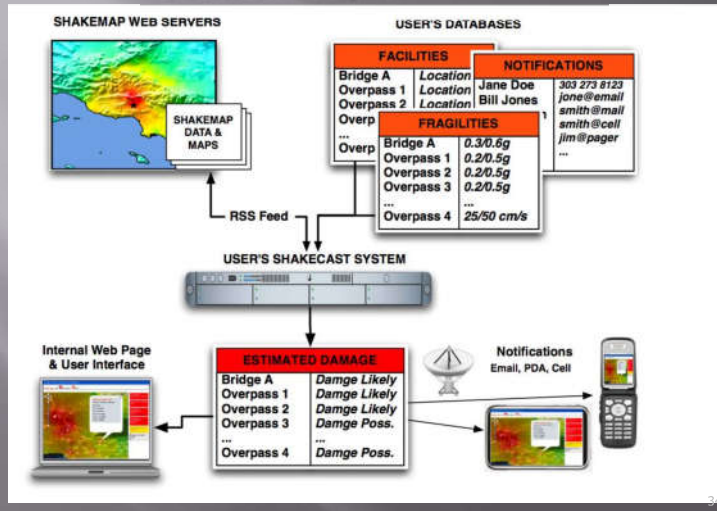 SHAKEMAP WEB SERVERS
USER'S DATABASES
SHAKEMAP
DATA &
MAPS
FACILITIES
Bridge A Location
Overpass 1 Location
Overpass 2 Location
Overp
...
Overp
NOTIFICATIONS
Jane Doe 303 273 8123
Bill Jones jone@email
smith@mail
smith@cell
jim@pager
...
FRAGILITIES
Bridge A 0.3/0.6g
Overpass 1 0.2/0.5g
Overpass 2 0.2/0.5g
Overpass 3 0.2/0.5g
... ...
Overpass 4 25/50 cm/s
RSS Feed
USER'S SHAKECAST SYSTEM
Internal Web Page
& User Interface
ESTIMATED DAMAGE
Bridge A Damge Likely
Overpass 1 Damge Likely
Overpass 2 Damge Likely
Overpass 3 Damge Poss.
... ...
Overpass 4 Damge Poss.
Notifications
Email, PDA, Cell